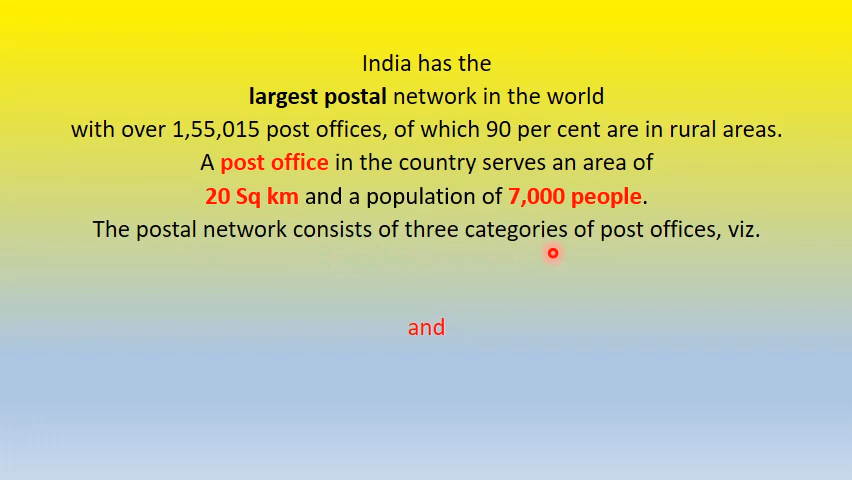 India has the
largest postal network in the world
with over 1,55,015 post offices, of which 90 per cent are in rural areas.
A post office in the country serves an area of
20 Sq km and a population of 7,000 people.
The postal network consists of three categories of post offices, viz.
and